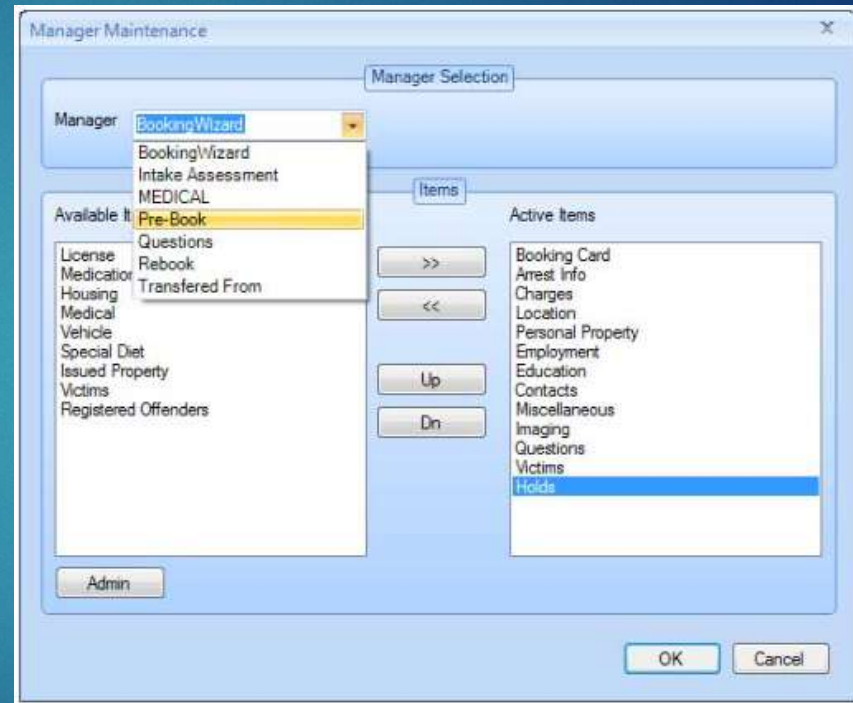 Manager Maintenance
Manager Selection
Manager BookingWizard
BookingWizard
Intake Assessment
MEDICAL
Pre-Book
Questions
Rebook
Transfered From
Items
Available
License
Housing
Medical
Vehicle
Special Diet
Issued Property
Victims
Registered Offenders
>>
<<
Up
Dn
Active Items
Booking Card
Arrest Info
Charges
Location
Personal Property
Employment
Education
Contacts
Miscellaneous
Imaging
Questions
Victims
Holds
Admin
OK Cancel